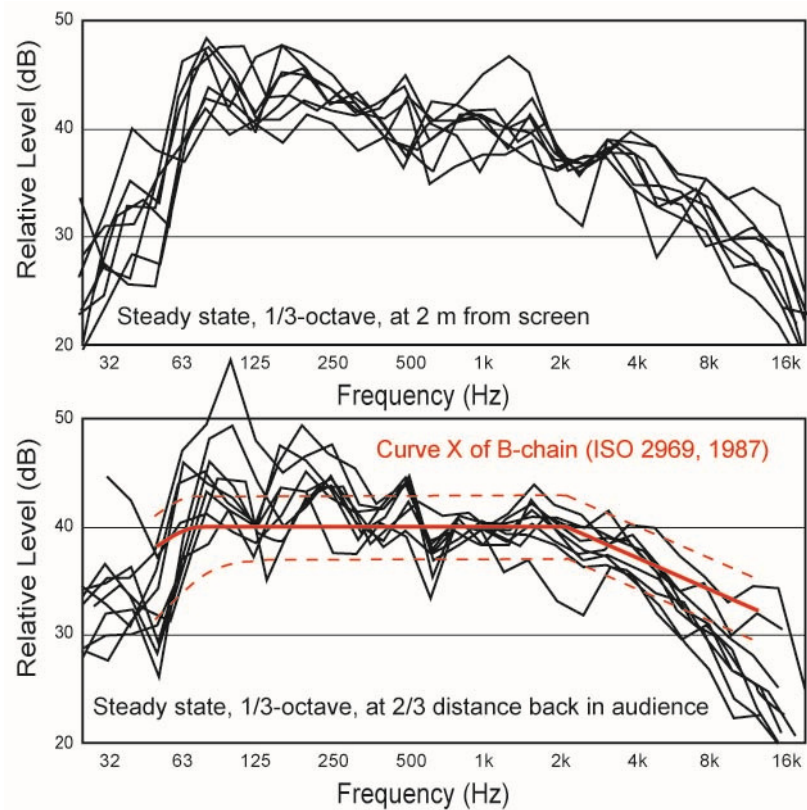 50
40
30
20
Relative Level (dB)
Steady state, 1/3-octave, at 2 m from screen
32 63 125 250 500 1k 2k 4k 8k 16k
Frequency (Hz)
50
40
30
20
Relative Level (dB)
Curve X of B-chain (ISO 2969, 1987)
Steady state, 1/3-octave, at 2/3 distance back in audience
32 63 125 250 500 1k 2k 4k 8k 16k
Frequency (Hz)